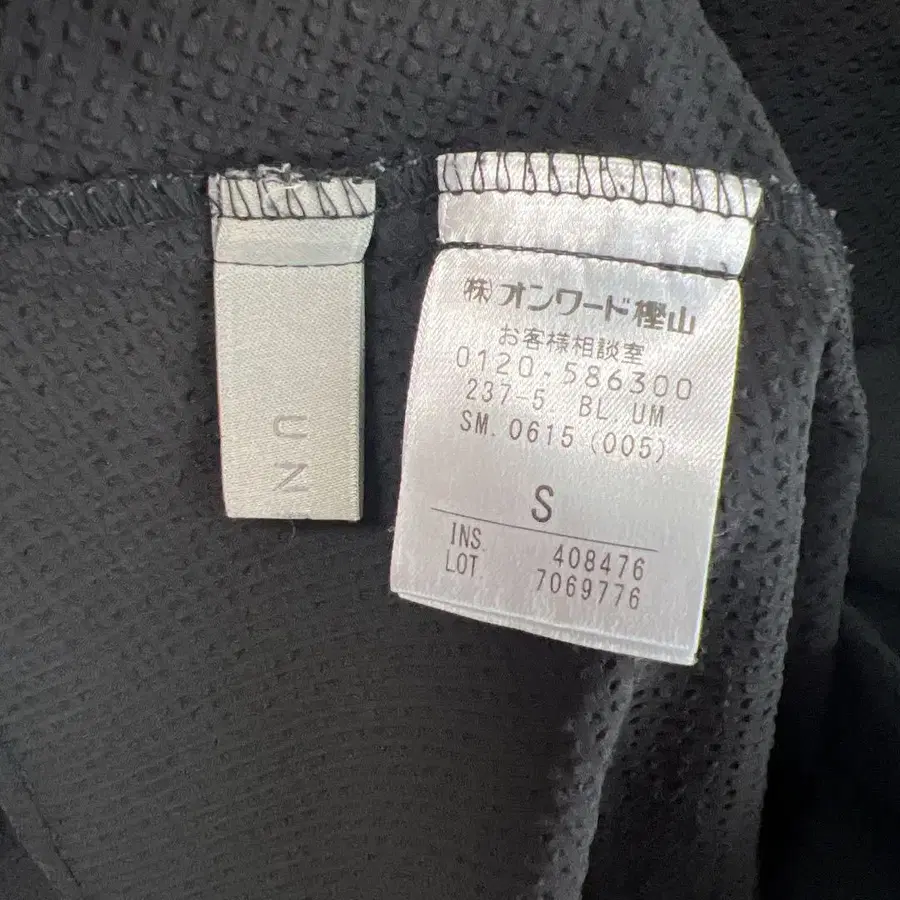 UN
㈱オンワード樫山
お客様相談室
0120-586300
237-5. BL UM
SM. 0615 (005)
S
INS. 408476
LOT. 7069776